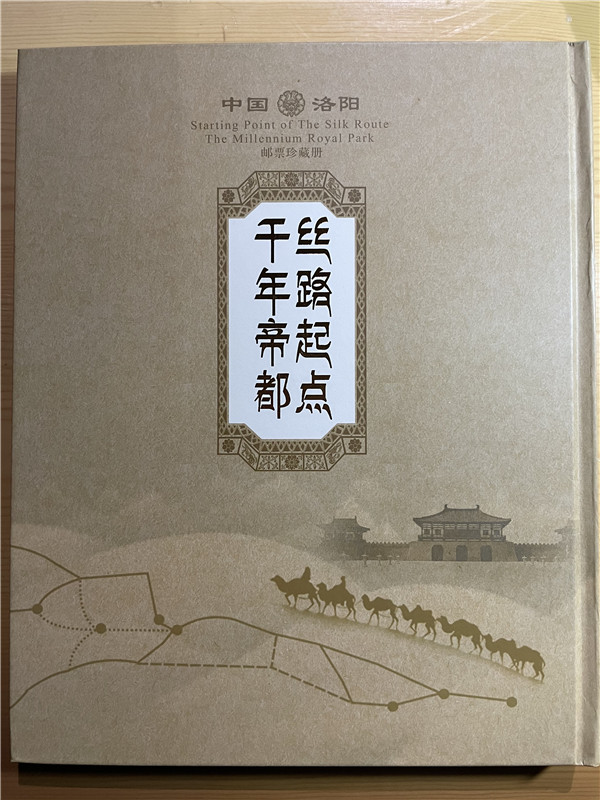 中国 洛阳
Starting Point of The Silk Route
The Millennium Royal Park
邮票珍藏册
丝路起点
千年帝都